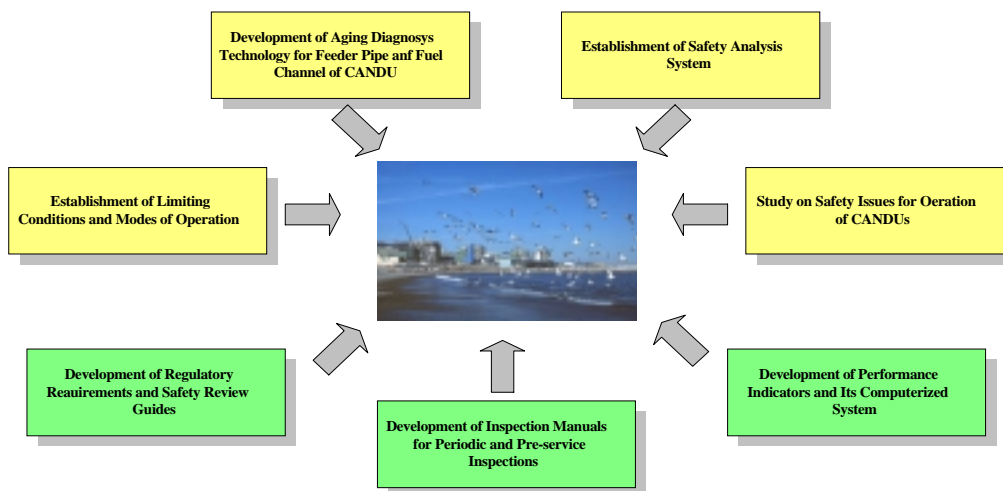 Development of Aging Diagnosys
Technology for Feeder Pipe anf Fuel
Channel of CANDU
Establishment of Safety Analysis
System
Establishment of Limiting
Conditions and Modes of Operation
Study on Safety Issues for Oeration
of CANDUs
Development of Regulatory
Reauirements and Safety Review
Guides
Development of Inspection Manuals
for Periodic and Pre-service
Inspections
Development of Performance
Indicators and Its Computerized
System